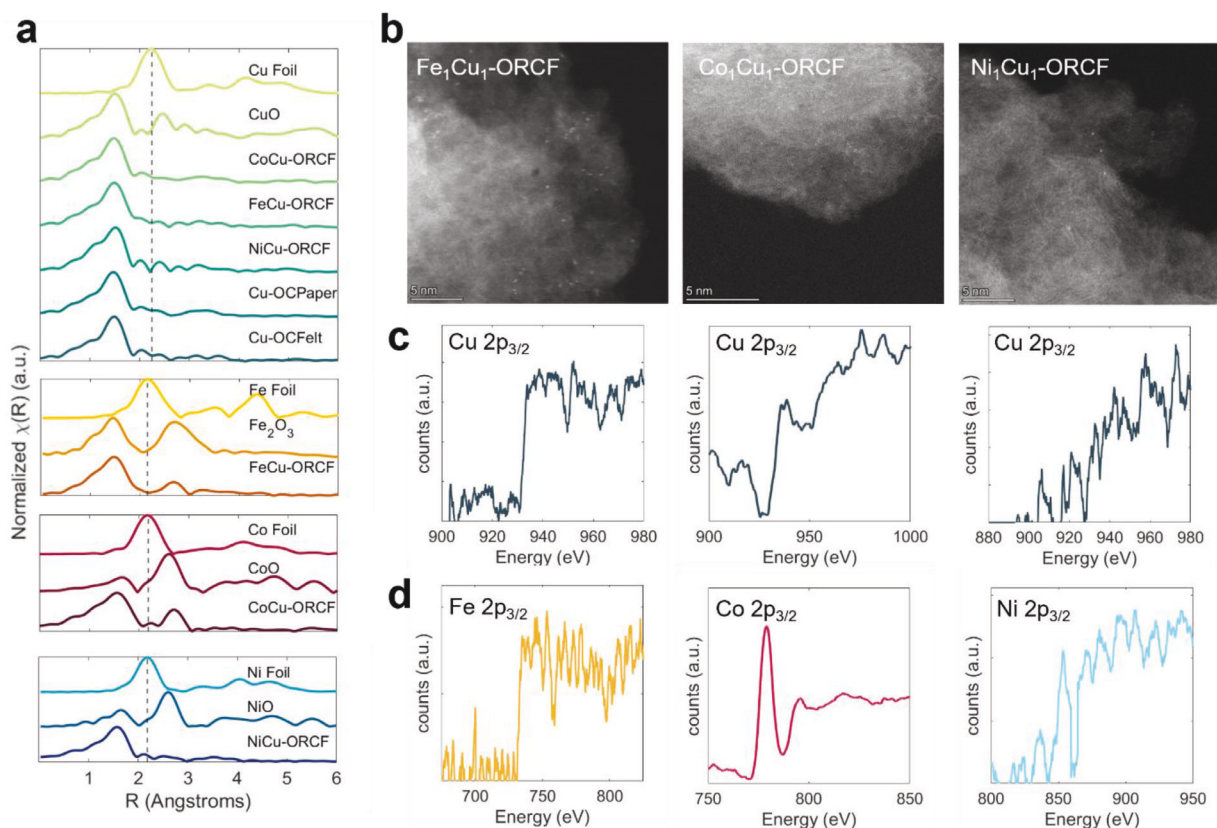 a
Normalized χ(R) (a.u.)
Cu Foil
CuO
CoCu-ORCF
FeCu-ORCF
NiCu-ORCF
Cu-OCPaper
Cu-OCFelt
Fe Foil
Fe₂O₃
FeCu-ORCF
Co Foil
CoO
CoCu-ORCF
Ni Foil
NiO
NiCu-ORCF
1 2 3 4 5 6
R (Angstroms)
b
Fe₁Cu₁-ORCF
5 nm
Co₁Cu₁-ORCF
5 nm
Ni₁Cu₁-ORCF
5 nm
c
Cu 2p₃/₂
counts (a.u.)
900 920 940 960 980
Energy (eV)
Cu 2p₃/₂
counts (a.u.)
900 950 1000
Energy (eV)
Cu 2p₃/₂
counts (a.u.)
880 900 920 940 960 980
Energy (eV)
d
Fe 2p₃/₂
counts (a.u.)
700 750 800
Energy (eV)
Co 2p₃/₂
counts (a.u.)
750 800 850
Energy (eV)
Ni 2p₃/₂
counts (a.u.)
800 850 900 950
Energy (eV)